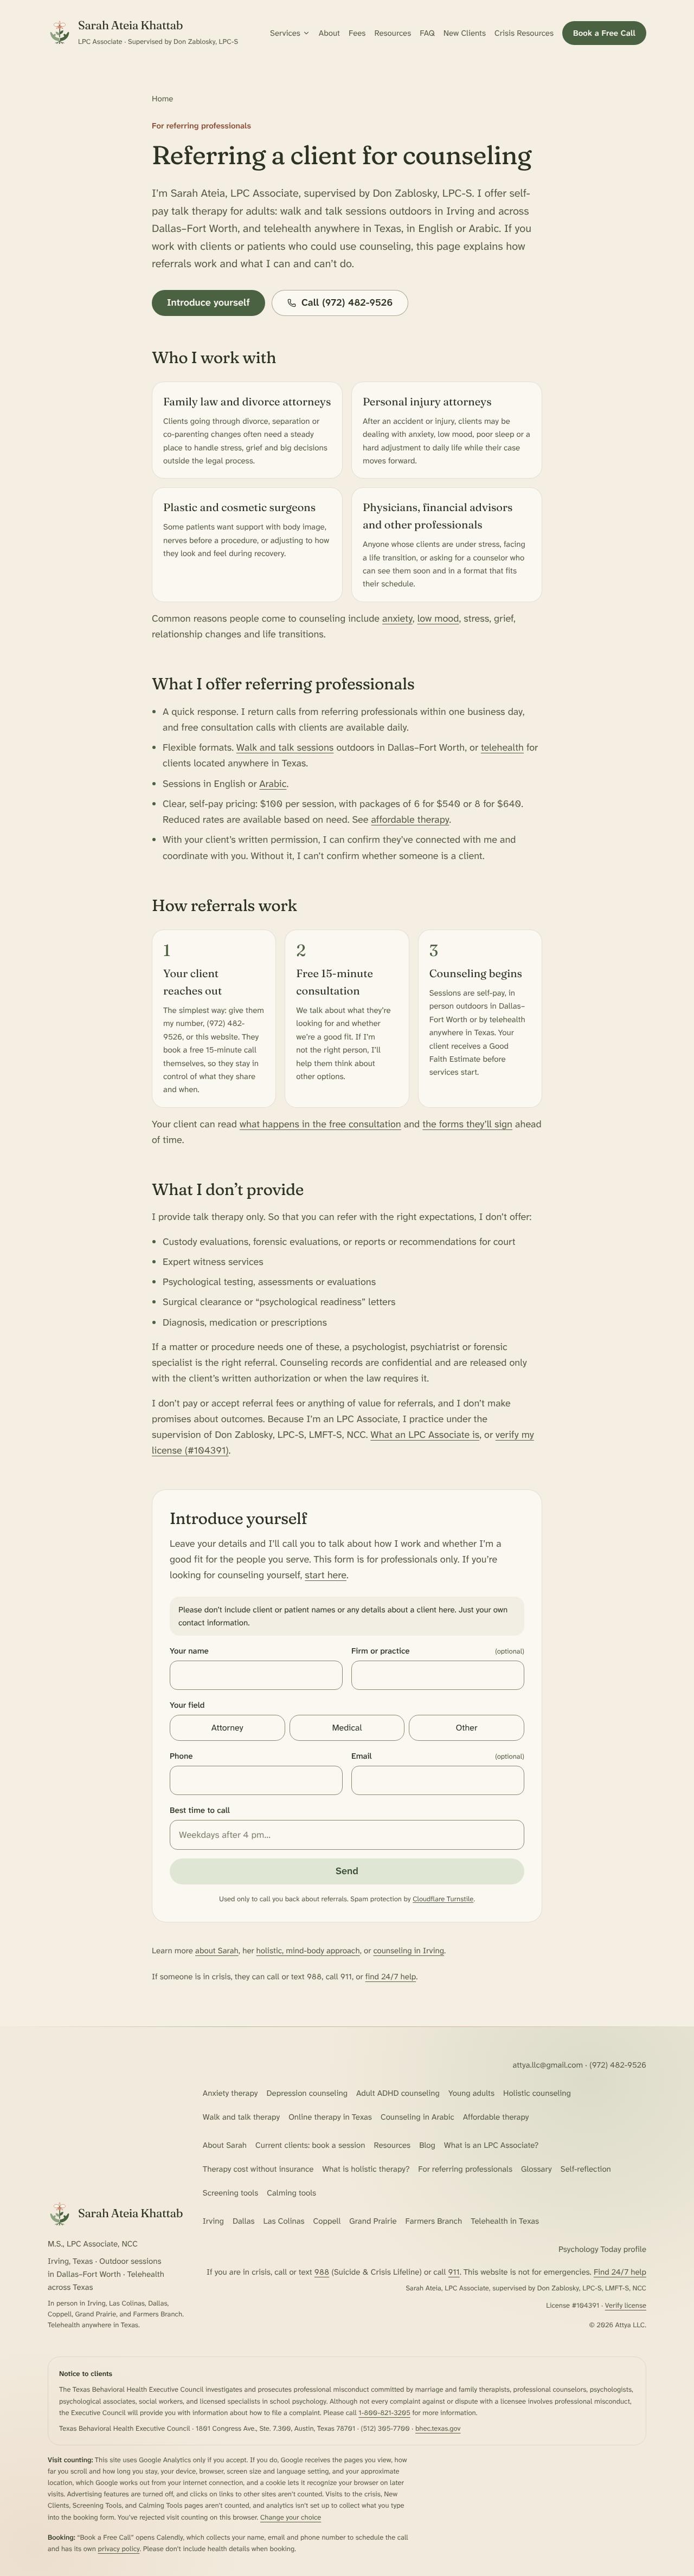 Sarah Ateia Khattab
LPC Associate · Supervised by Don Zablosky, LPC-S
Services About Fees Resources FAQ New Clients Crisis Resources Book a Free Call
Home
For referring professionals
Referring a client for counseling
I'm Sarah Ateia, LPC Associate, supervised by Don Zablosky, LPC-S. I offer self-
pay talk therapy for adults: walk and talk sessions outdoors in Irving and across
Dallas–Fort Worth, and telehealth anywhere in Texas, in English or Arabic. If you
work with clients or patients who could use counseling, this page explains how
referrals work and what I can and can't do.
Introduce yourself Call (972) 482-9526
Who I work with
Family law and divorce attorneys
Clients going through divorce, separation or
co-parenting changes often need a steady
place to handle stress, grief and big decisions
outside the legal process.
Personal injury attorneys
After an accident or injury, clients may be
dealing with anxiety, low mood, poor sleep or a
hard adjustment to daily life while their case
moves forward.
Plastic and cosmetic surgeons
Some patients want support with body image,
nerves before a procedure, or adjusting to how
they look and feel during recovery.
Physicians, financial advisors
and other professionals
Anyone whose clients are under stress, facing
a life transition, or asking for a counselor who
can see them soon and in a format that fits
their schedule.
Common reasons people come to counseling include anxiety, low mood, stress, grief,
relationship changes and life transitions.
What I offer referring professionals
• A quick response. I return calls from referring professionals within one business day,
and free consultation calls with clients are available daily.
• Flexible formats. Walk and talk sessions outdoors in Dallas–Fort Worth, or telehealth for
clients located anywhere in Texas.
• Sessions in English or Arabic.
• Clear, self-pay pricing: $100 per session, with packages of 6 for $540 or 8 for $640.
Reduced rates are available based on need. See affordable therapy.
• With your client's written permission, I can confirm they've connected with me and
coordinate with you. Without it, I can't confirm whether someone is a client.
How referrals work
1
Your client
reaches out
The simplest way: give them
my number, (972) 482-
9526, or this website. They
book a free 15-minute call
themselves, so they stay in
control of what they share
and when.
2
Free 15-minute
consultation
We talk about what they're
looking for and whether
we're a good fit. If I'm
not the right person, I'll
help them think about
other options.
3
Counseling begins
Sessions are self-pay, in
person outdoors in Dallas–
Fort Worth or by telehealth
anywhere in Texas. Your
client receives a Good
Faith Estimate before
services start.
Your client can read what happens in the free consultation and the forms they'll sign ahead
of time.
What I don't provide
I provide talk therapy only. So that you can refer with the right expectations, I don't offer:
• Custody evaluations, forensic evaluations, or reports or recommendations for court
• Expert witness services
• Psychological testing, assessments or evaluations
• Surgical clearance or “psychological readiness” letters
• Diagnosis, medication or prescriptions
If a matter or procedure needs one of these, a psychologist, psychiatrist or forensic
specialist is the right referral. Counseling records are confidential and are released only
with the client's written authorization or when the law requires it.
I don't pay or accept referral fees or anything of value for referrals, and I don't make
promises about outcomes. Because I'm an LPC Associate, I practice under the
supervision of Don Zablosky, LPC-S, LMFT-S, NCC. What an LPC Associate is, or verify my
license (#104391).
Introduce yourself
Leave your details and I'll call you to talk about how I work and whether I'm a
good fit for the people you serve. This form is for professionals only. If you're
looking for counseling yourself, start here.
Please don't include client or patient names or any details about a client here. Just your own
contact information.
Your name
Firm or practice (optional)
Your field
Attorney Medical Other
Phone
Email (optional)
Best time to call
Weekdays after 4 pm…
Send
Used only to call you back about referrals. Spam protection by Cloudflare Turnstile.
Learn more about Sarah, her holistic, mind-body approach, or counseling in Irving.
If someone is in crisis, they can call or text 988, call 911, or find 24/7 help.
attya.llc@gmail.com · (972) 482-9526
Anxiety therapy Depression counseling Adult ADHD counseling Young adults Holistic counseling
Walk and talk therapy Online therapy in Texas Counseling in Arabic Affordable therapy
About Sarah Current clients: book a session Resources Blog What is an LPC Associate?
Therapy cost without insurance What is holistic therapy? For referring professionals Glossary Self-reflection
Screening tools Calming tools
Irving Dallas Las Colinas Coppell Grand Prairie Farmers Branch Telehealth in Texas
Sarah Ateia Khattab
M.S., LPC Associate, NCC
Irving, Texas · Outdoor sessions
in Dallas–Fort Worth · Telehealth
across Texas
In person in Irving, Las Colinas, Dallas,
Coppell, Grand Prairie, and Farmers Branch.
Telehealth anywhere in Texas.
Psychology Today profile
If you are in crisis, call or text 988 (Suicide & Crisis Lifeline) or call 911. This website is not for emergencies. Find 24/7 help
Sarah Ateia, LPC Associate, supervised by Don Zablosky, LPC-S, LMFT-S, NCC
License #104391 · Verify license
© 2026 Attya LLC.
Notice to clients
The Texas Behavioral Health Executive Council investigates and prosecutes professional misconduct committed by marriage and family therapists, professional counselors, psychologists,
psychological associates, social workers, and licensed specialists in school psychology. Although not every complaint against or dispute with a licensee involves professional misconduct,
the Executive Council will provide you with information about how to file a complaint. Please call 1-800-821-3205 for more information.
Texas Behavioral Health Executive Council · 1801 Congress Ave., Ste. 7.300, Austin, Texas 78701 · (512) 305-7700 · bhec.texas.gov
Visit counting: This site uses Google Analytics only if you accept. If you do, Google receives the pages you view, how
far you scroll and how long you stay, your device, browser, screen size and language setting, and your approximate
location, which Google works out from your internet connection, and a cookie lets it recognize your browser on later
visits. Advertising features are turned off, and clicks on links to other sites aren't counted. Visits to the crisis, New
Clients, Screening Tools, and Calming Tools pages aren't counted, and analytics isn't set up to collect what you type
into the booking form. You've rejected visit counting on this browser. Change your choice
Booking: “Book a Free Call” opens Calendly, which collects your name, email and phone number to schedule the call
and has its own privacy policy. Please don't include health details when booking.